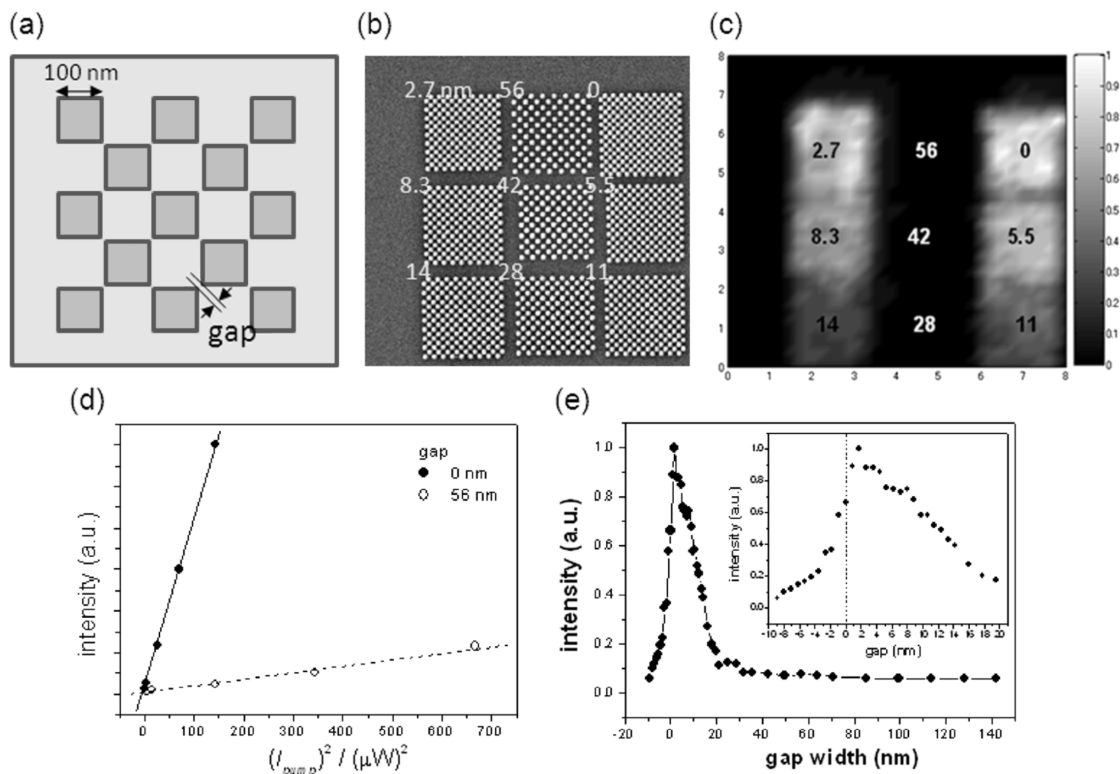 (a)
100 nm
gap
(b)
2.7 nm 56 0
8.3 42 5.5
14 28 11
(c)
8
7
6
5
4
3
2
1
0
0 1 2 3 4 5 6 7 8
2.7 56 0
8.3 42 5.5
14 28 11
1
0.9
0.8
0.7
0.6
0.5
0.4
0.3
0.2
0.1
0
(d)
intensity (a.u.)
gap
0 nm
56 nm
0 100 200 300 400 500 600 700
(I_pump)² / (μW)²
(e)
intensity (a.u.)
1.0
0.8
0.6
0.4
0.2
0.0
-20 0 20 40 60 80 100 120 140
gap width (nm)
intensity (a.u.)
1.0
0.8
0.6
0.4
0.2
0.0
-10 -8 -6 -4 -2 0 2 4 6 8 10 12 14 16 18 20
gap (nm)